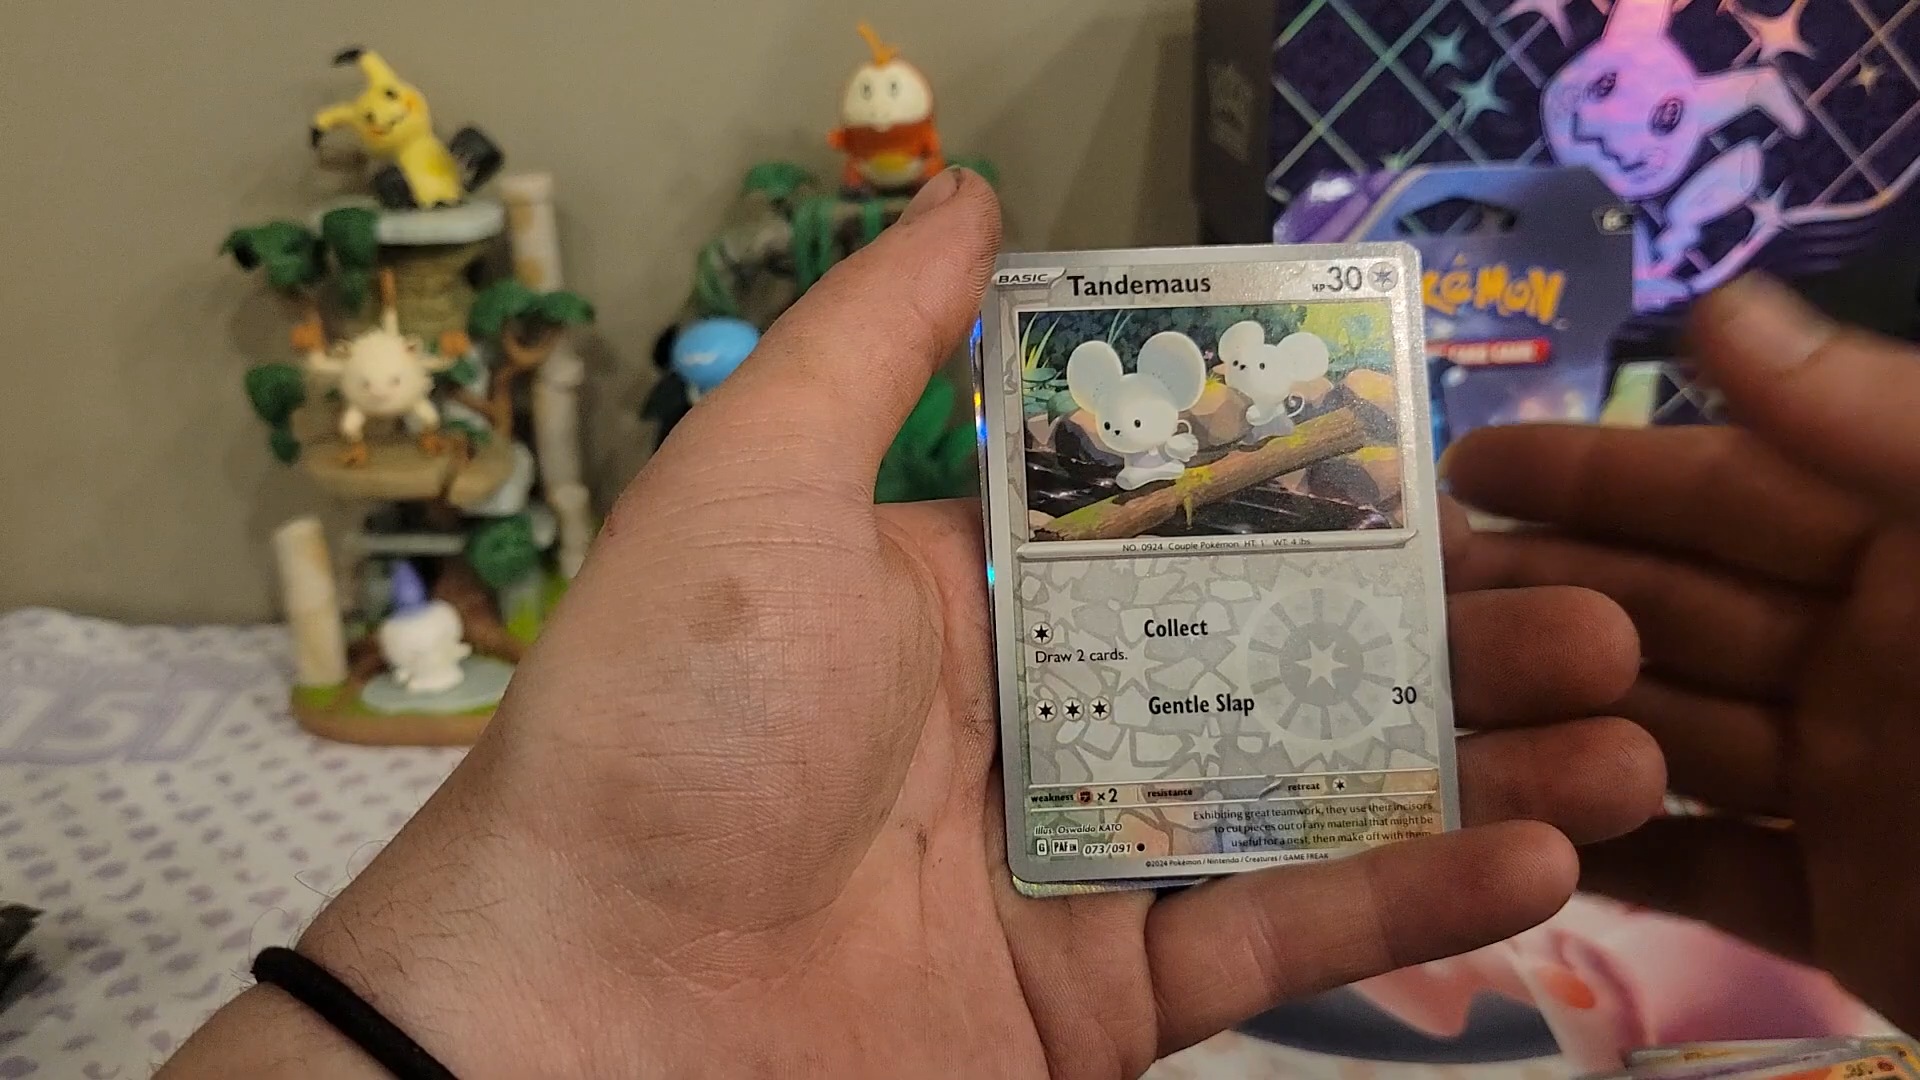 BASIC Tandemaus HP 30
NO. 0924 Couple Pokémon HT: 1' WT: 4 lbs
Collect
Draw 2 cards.
Gentle Slap 30
weakness ×2 resistance retreat
Exhibiting great teamwork, they use their incisors
to cut pieces out of any material that might be
useful for a nest, then make off with them.
Illus. Oswaldo KATO
G PAF EN 073/091
©2024 Pokémon / Nintendo / Creatures / GAME FREAK
151